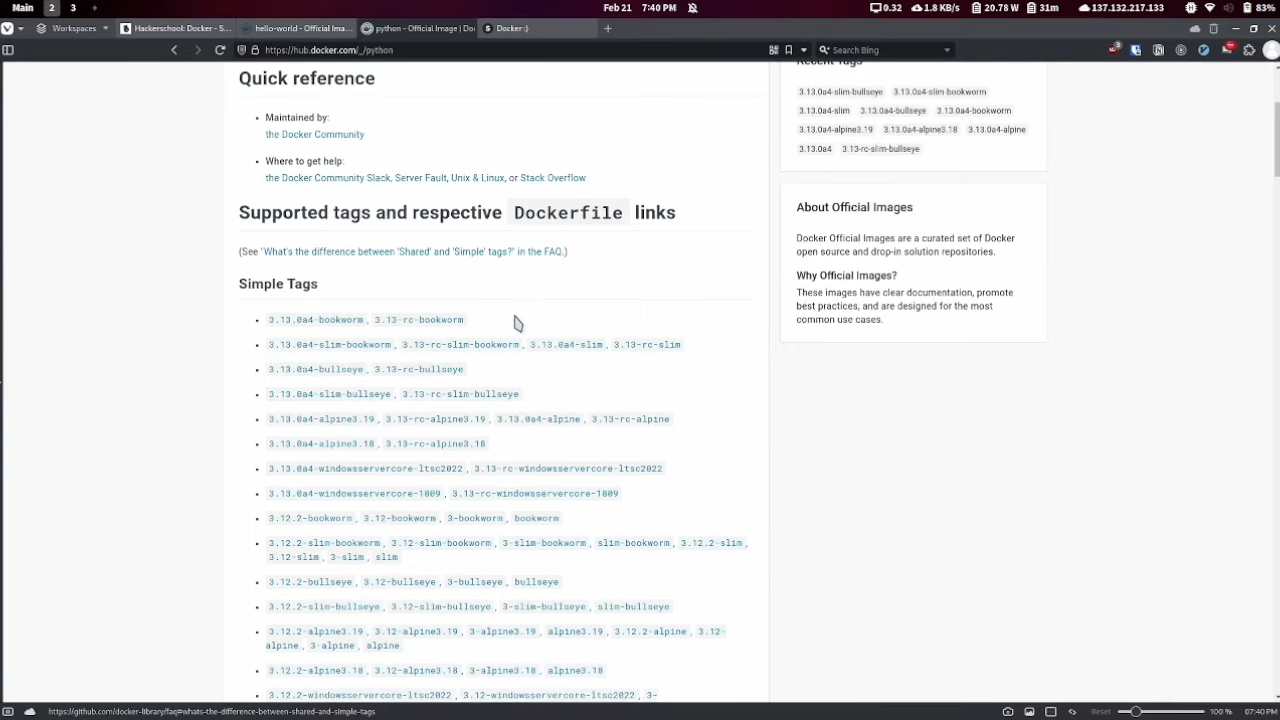 Main 2 3 + Feb 21 7:40 PM 0.32 1.8 KB/s 20.78 W 31m 137.132.217.133 83%
Workspaces Hackerschool: Docker - S... hello-world - Official Ima... python - Official Image | Doc Docker :)
https://hub.docker.com/_/python Search Bing
Quick reference
Maintained by:
the Docker Community
Where to get help:
the Docker Community Slack, Server Fault, Unix & Linux, or Stack Overflow
Supported tags and respective Dockerfile links
(See "What's the difference between 'Shared' and 'Simple' tags?" in the FAQ.)
Simple Tags
3.13.0a4-bookworm, 3.13-rc-bookworm
3.13.0a4-slim-bookworm, 3.13-rc-slim-bookworm, 3.13.0a4-slim, 3.13-rc-slim
3.13.0a4-bullseye, 3.13-rc-bullseye
3.13.0a4-slim-bullseye, 3.13-rc-slim-bullseye
3.13.0a4-alpine3.19, 3.13-rc-alpine3.19, 3.13.0a4-alpine, 3.13-rc-alpine
3.13.0a4-alpine3.18, 3.13-rc-alpine3.18
3.13.0a4-windowsservercore-ltsc2022, 3.13-rc-windowsservercore-ltsc2022
3.13.0a4-windowsservercore-1809, 3.13-rc-windowsservercore-1809
3.12.2-bookworm, 3.12-bookworm, 3-bookworm, bookworm
3.12.2-slim-bookworm, 3.12-slim-bookworm, 3-slim-bookworm, slim-bookworm, 3.12.2-slim,
3.12-slim, 3-slim, slim
3.12.2-bullseye, 3.12-bullseye, 3-bullseye, bullseye
3.12.2-slim-bullseye, 3.12-slim-bullseye, 3-slim-bullseye, slim-bullseye
3.12.2-alpine3.19, 3.12-alpine3.19, 3-alpine3.19, alpine3.19, 3.12.2-alpine, 3.12-
alpine, 3-alpine, alpine
3.12.2-alpine3.18, 3.12-alpine3.18, 3-alpine3.18, alpine3.18
3.12.2-windowsservercore-ltsc2022, 3.12-windowsservercore-ltsc2022, 3-
Recent Tags
3.13.0a4-slim-bullseye 3.13.0a4-slim-bookworm
3.13.0a4-slim 3.13.0a4-bullseye 3.13.0a4-bookworm
3.13.0a4-alpine3.19 3.13.0a4-alpine3.18 3.13.0a4-alpine
3.13.0a4 3.13-rc-slim-bullseye
About Official Images
Docker Official Images are a curated set of Docker
open source and drop-in solution repositories.
Why Official Images?
These images have clear documentation, promote
best practices, and are designed for the most
common use cases.
https://github.com/docker-library/faq#whats-the-difference-between-shared-and-simple-tags Reset 100 % 07:40 PM